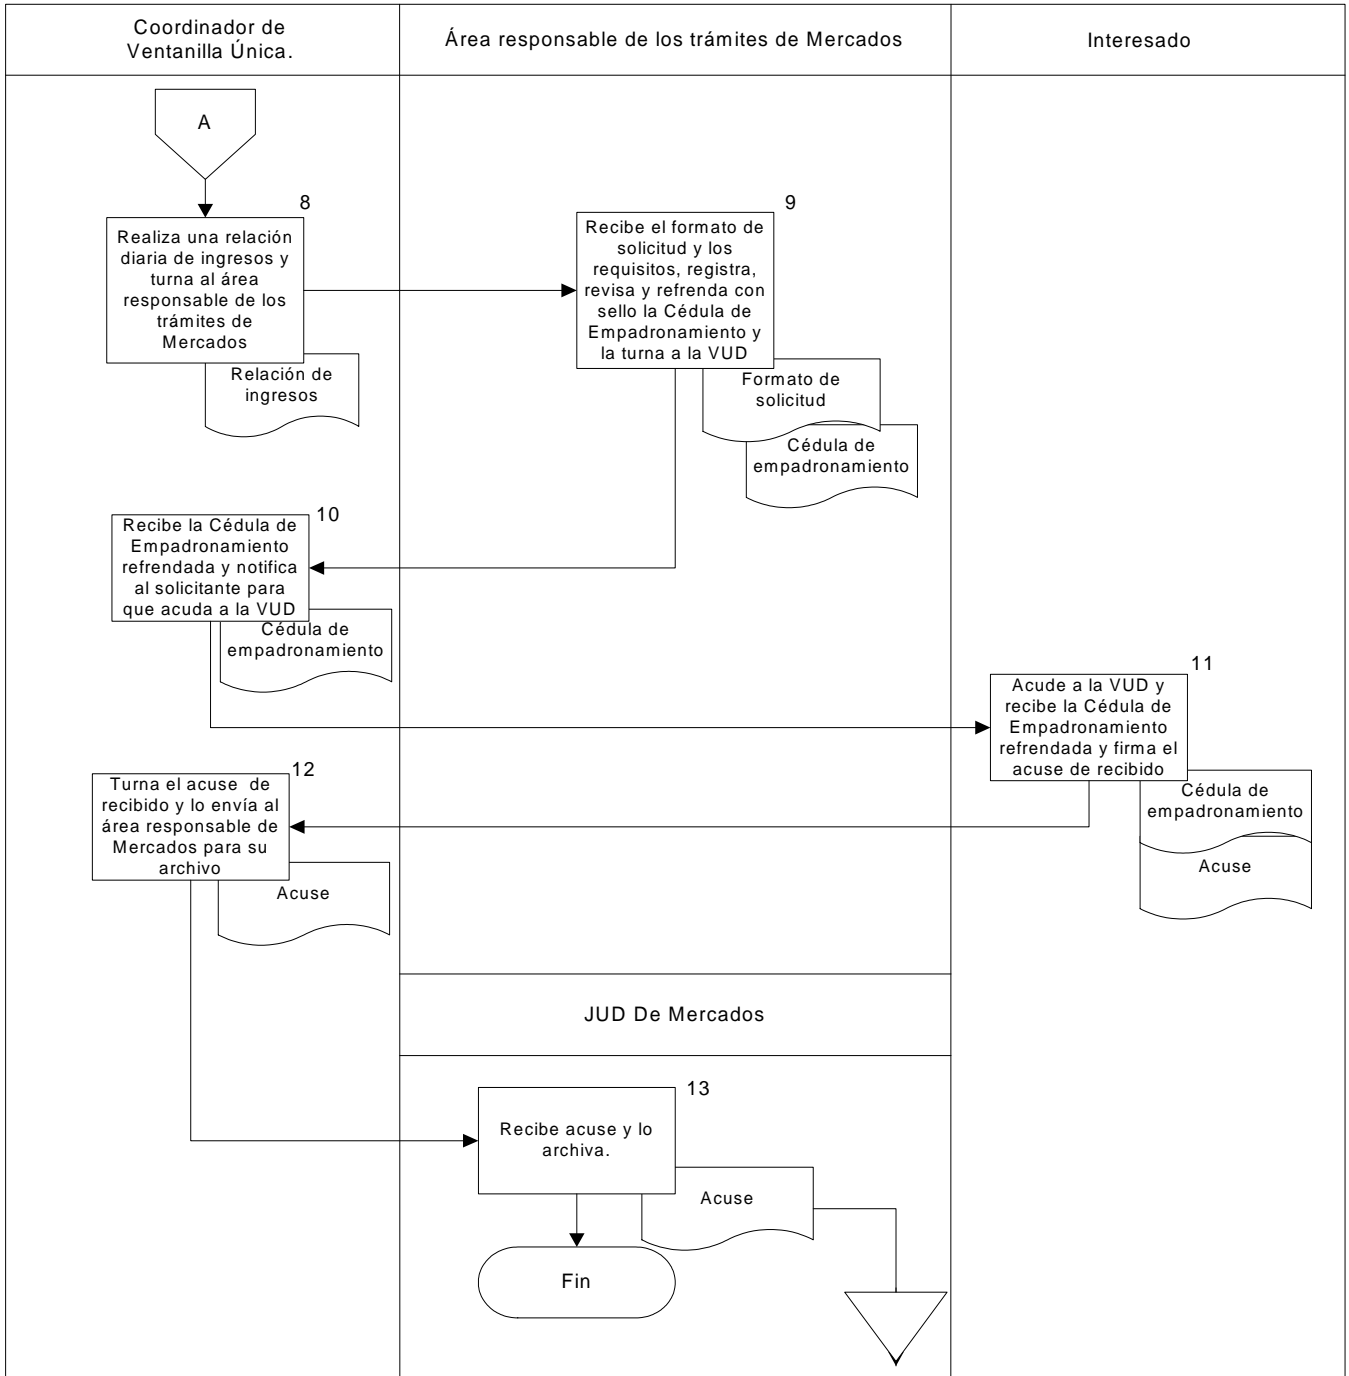 Coordinador de
Ventanilla Única.
Área responsable de los trámites de Mercados
Interesado
A
8
Realiza una relación
diaria de ingresos y
turna al área
responsable de los
trámites de
Mercados
Relación de
ingresos
9
Recibe el formato de
solicitud y los
requisitos, registra,
revisa y refrenda con
sello la Cédula de
Empadronamiento y
la turna a la VUD
Formato de
solicitud
Cédula de
empadronamiento
10
Recibe la Cédula de
Empadronamiento
refrendada y notifica
al solicitante para
que acuda a la VUD
Cédula de
empadronamiento
11
Acude a la VUD y
recibe la Cédula de
Empadronamiento
refrendada y firma el
acuse de recibido
Cédula de
empadronamiento
Acuse
12
Turna el acuse de
recibido y lo envía al
área responsable de
Mercados para su
archivo
Acuse
JUD De Mercados
13
Recibe acuse y lo
archiva.
Acuse
Fin